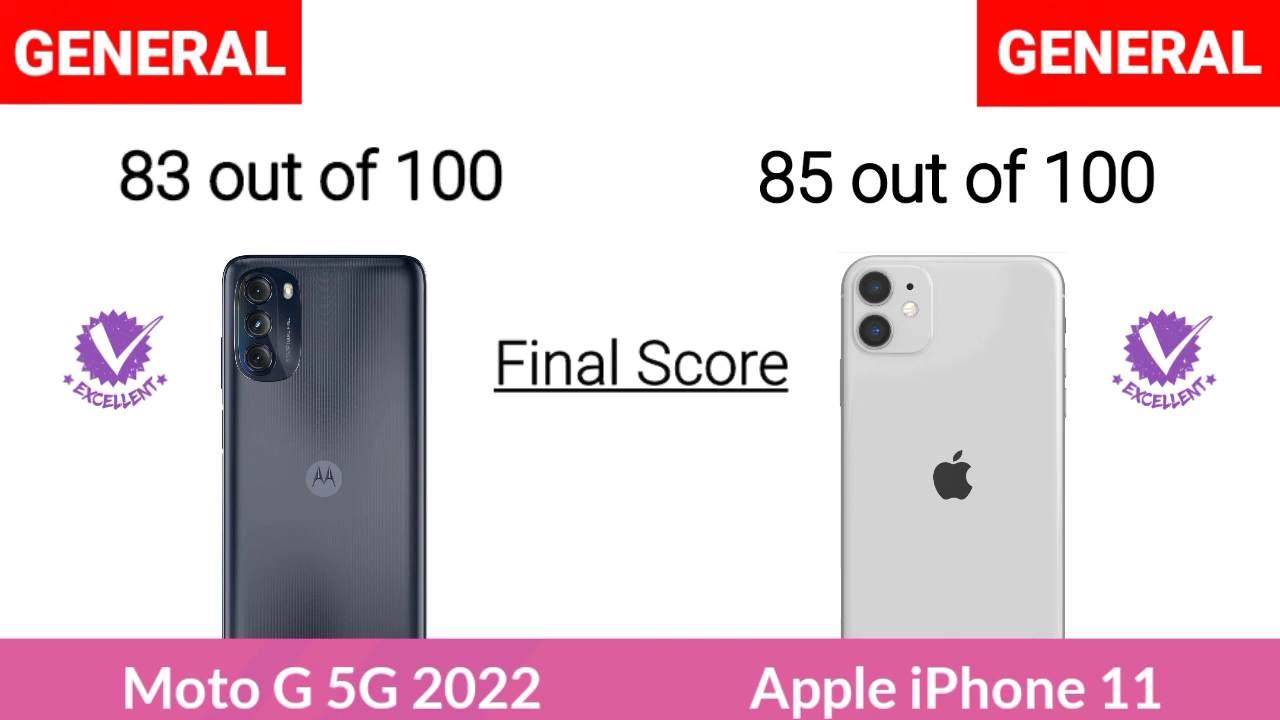 GENERAL
GENERAL
83 out of 100
85 out of 100
EXCELLENT
Final Score
EXCELLENT
Moto G 5G 2022
Apple iPhone 11